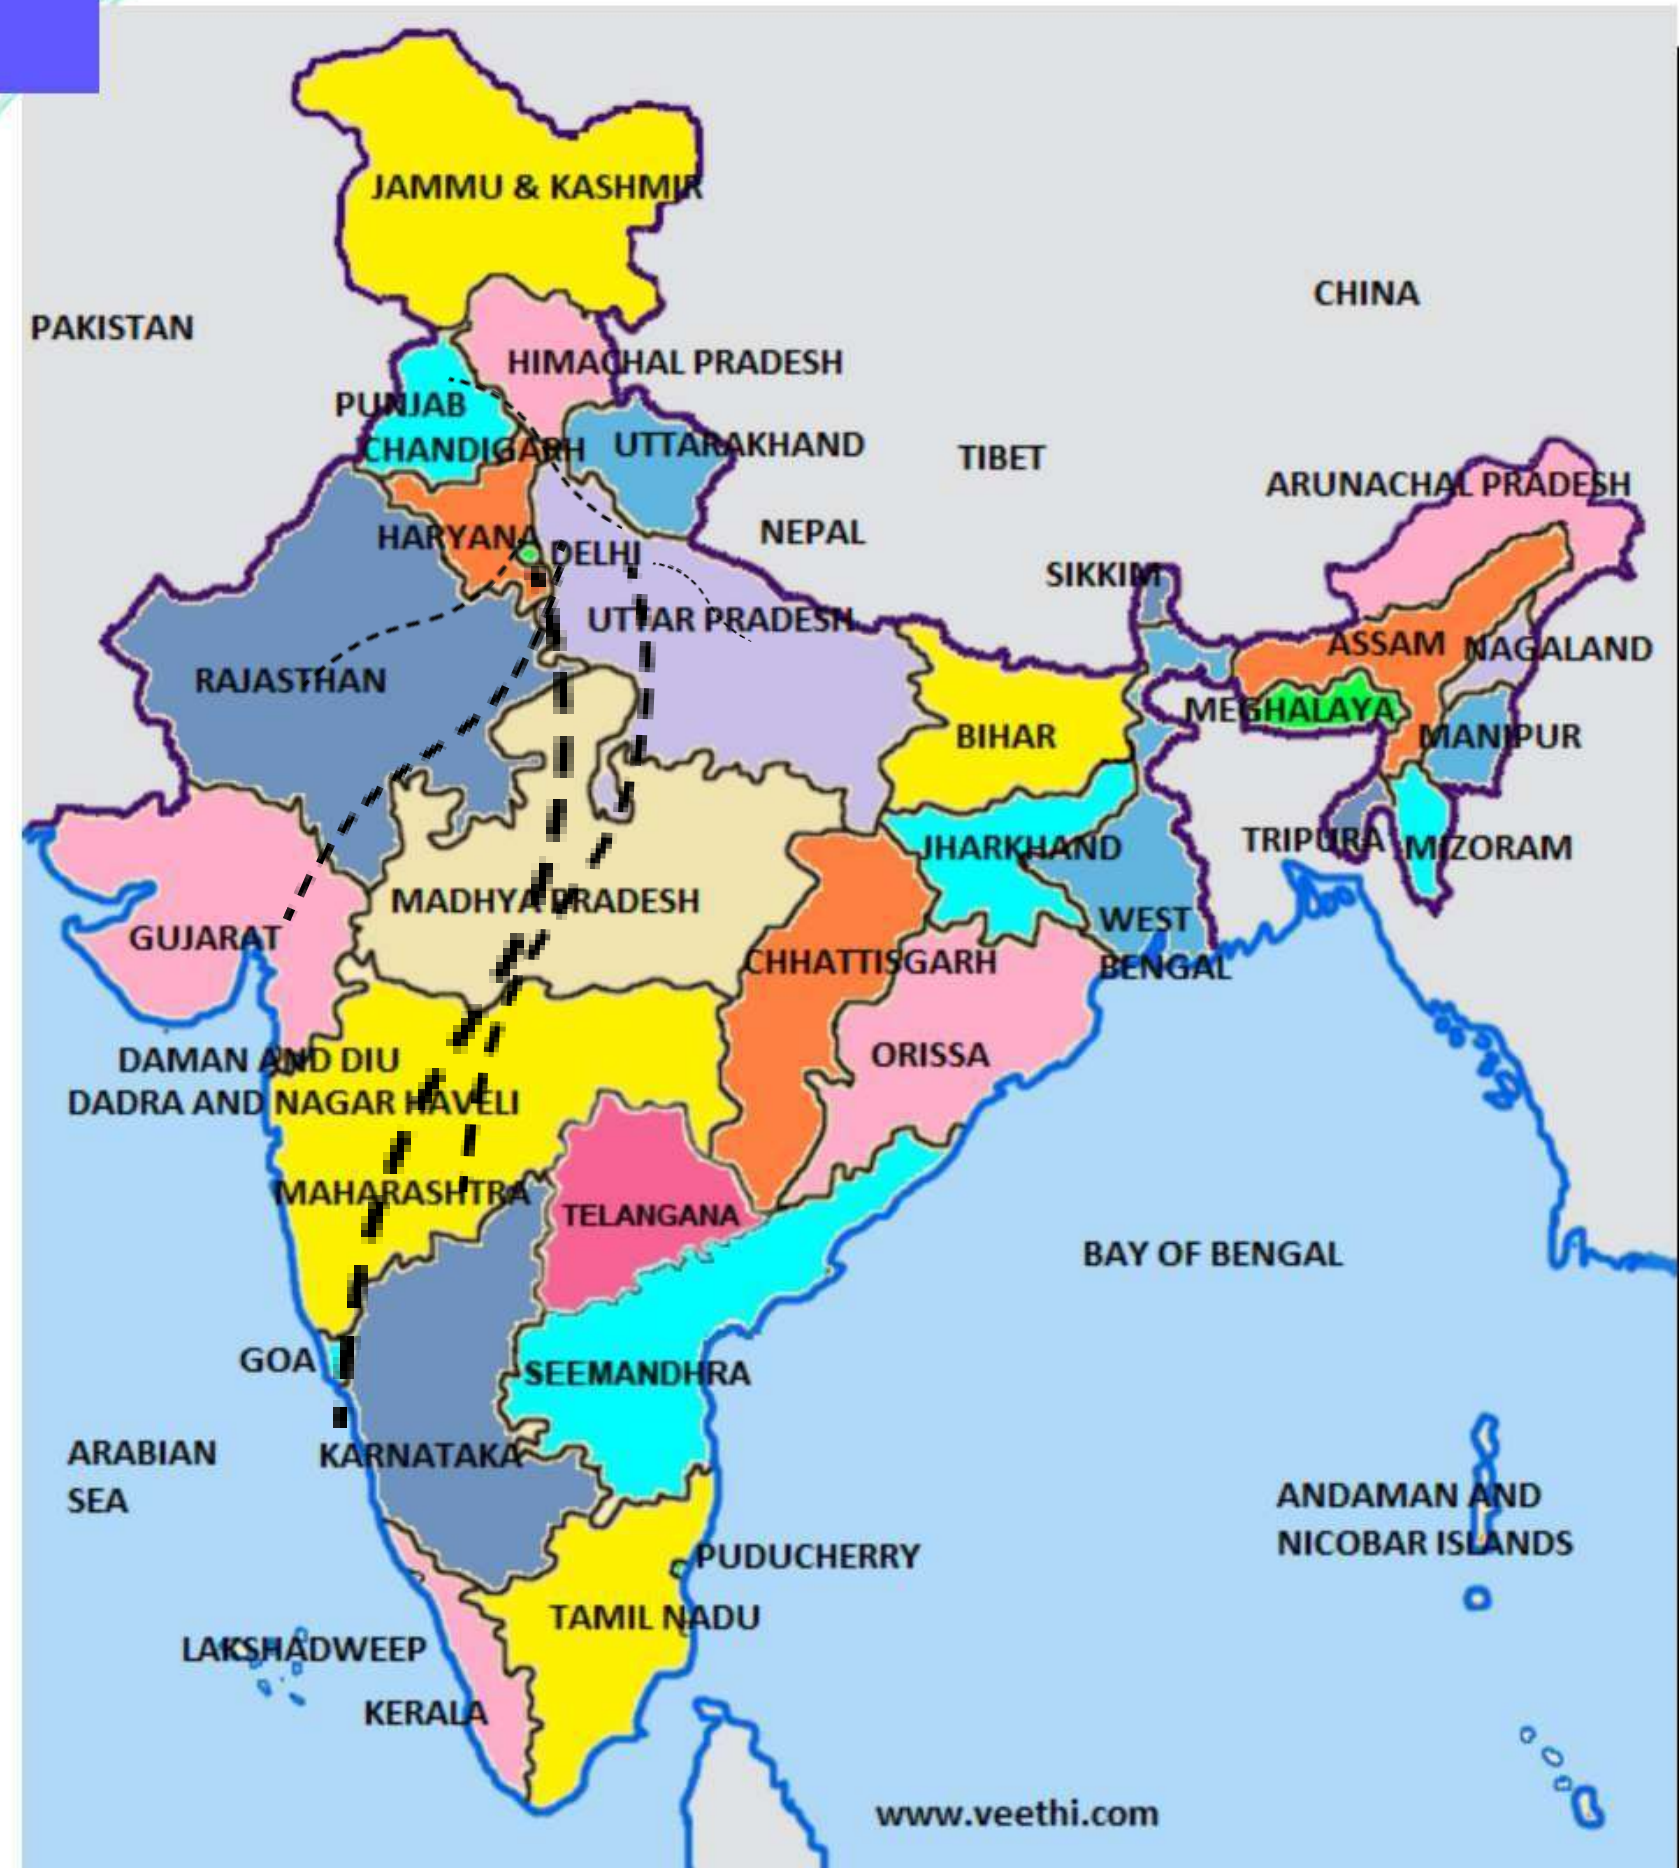 JAMMU & KASHMIR
CHINA
PAKISTAN
HIMACHAL PRADESH
PUNJAB
CHANDIGARH
UTTARAKHAND
TIBET
ARUNACHAL PRADESH
HARYANA
DELHI
NEPAL
SIKKIM
UTTAR PRADESH
ASSAM
NAGALAND
RAJASTHAN
MEGHALAYA
BIHAR
MANIPUR
JHARKHAND
TRIPURA
MIZORAM
MADHYA PRADESH
WEST
BENGAL
GUJARAT
CHHATTISGARH
ORISSA
DAMAN AND DIU
DADRA AND NAGAR HAVELI
MAHARASHTRA
TELANGANA
BAY OF BENGAL
GOA
SEEMANDHRA
ARABIAN
SEA
KARNATAKA
ANDAMAN AND
NICOBAR ISLANDS
PUDUCHERRY
TAMIL NADU
LAKSHADWEEP
KERALA
www.veethi.com